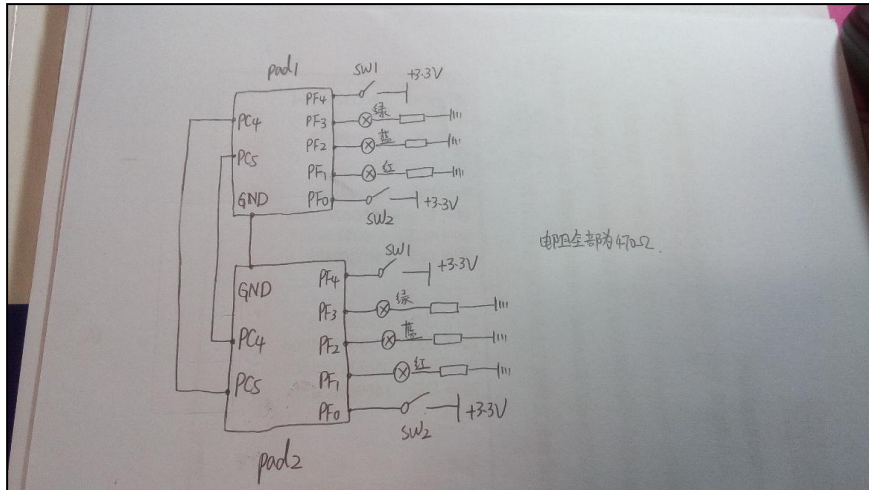 pad1
SW1
+3.3V
PF4
PC4
PF3
绿
PF2
蓝
PC5
PF1
红
GND
PF0
+3.3V
SW2
电阻全部为470Ω.
SW1
+3.3V
PF4
GND
PF3
绿
PC4
PF2
蓝
PC5
PF1
红
PF0
+3.3V
SW2
pad2